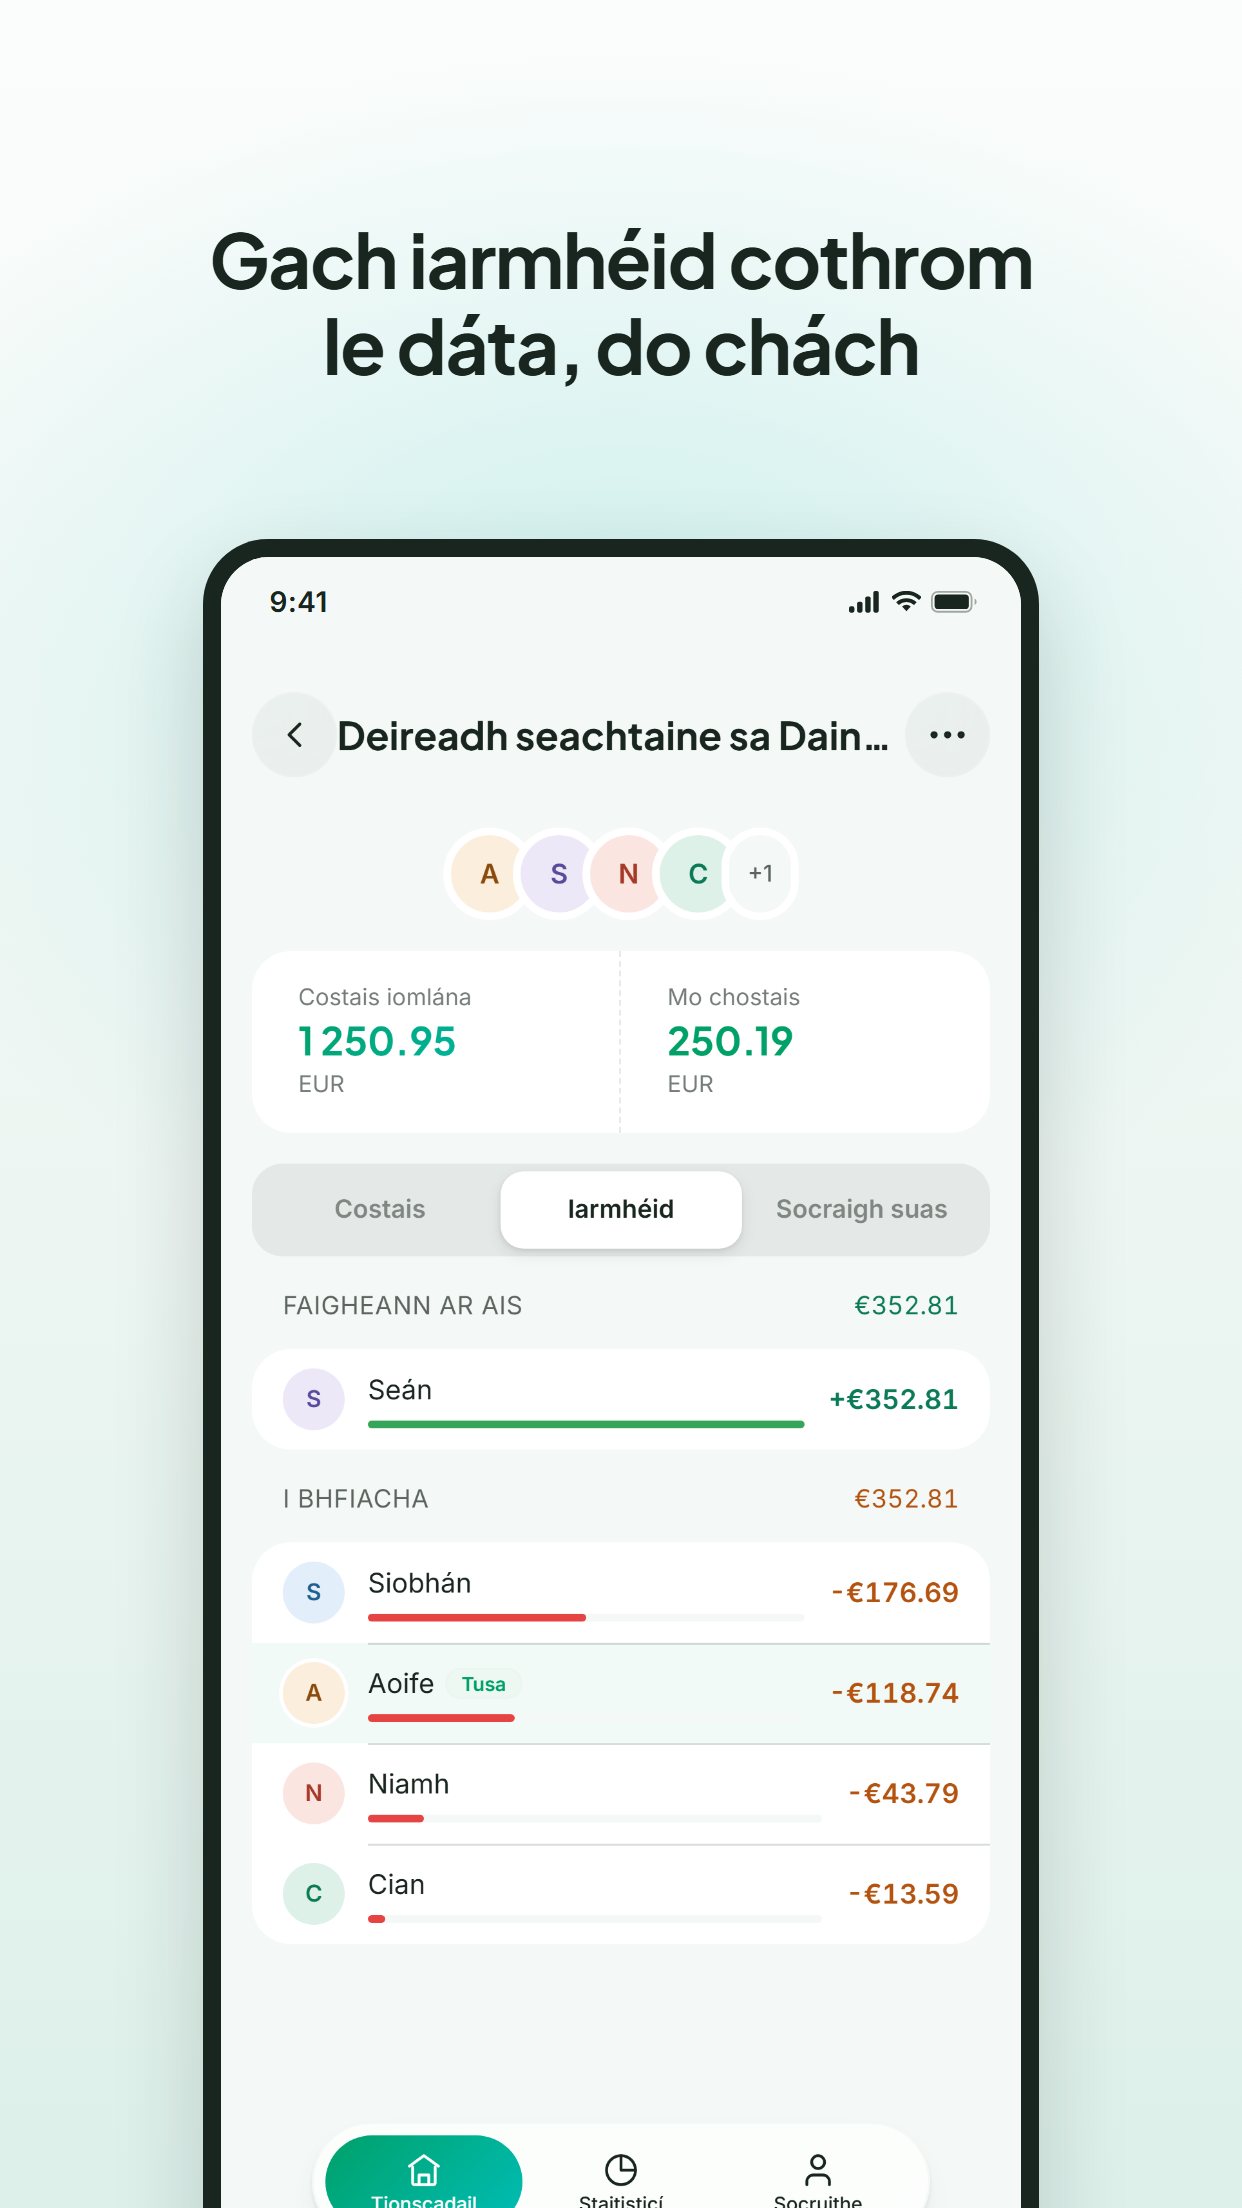 Gach iarmhéid cothrom
le dáta, do chách
9:41
Deireadh seachtaine sa Dain...
A S N C +1
Costais iomlána
1 250.95
EUR
Mo chostais
250.19
EUR
Costais Iarmhéid Socraigh suas
FAIGHEANN AR AIS €352.81
S Seán +€352.81
I BHFIACHA €352.81
S Siobhán -€176.69
A Aoife Tusa -€118.74
N Niamh -€43.79
C Cian -€13.59
Tionscadail Staitisticí Socruithe